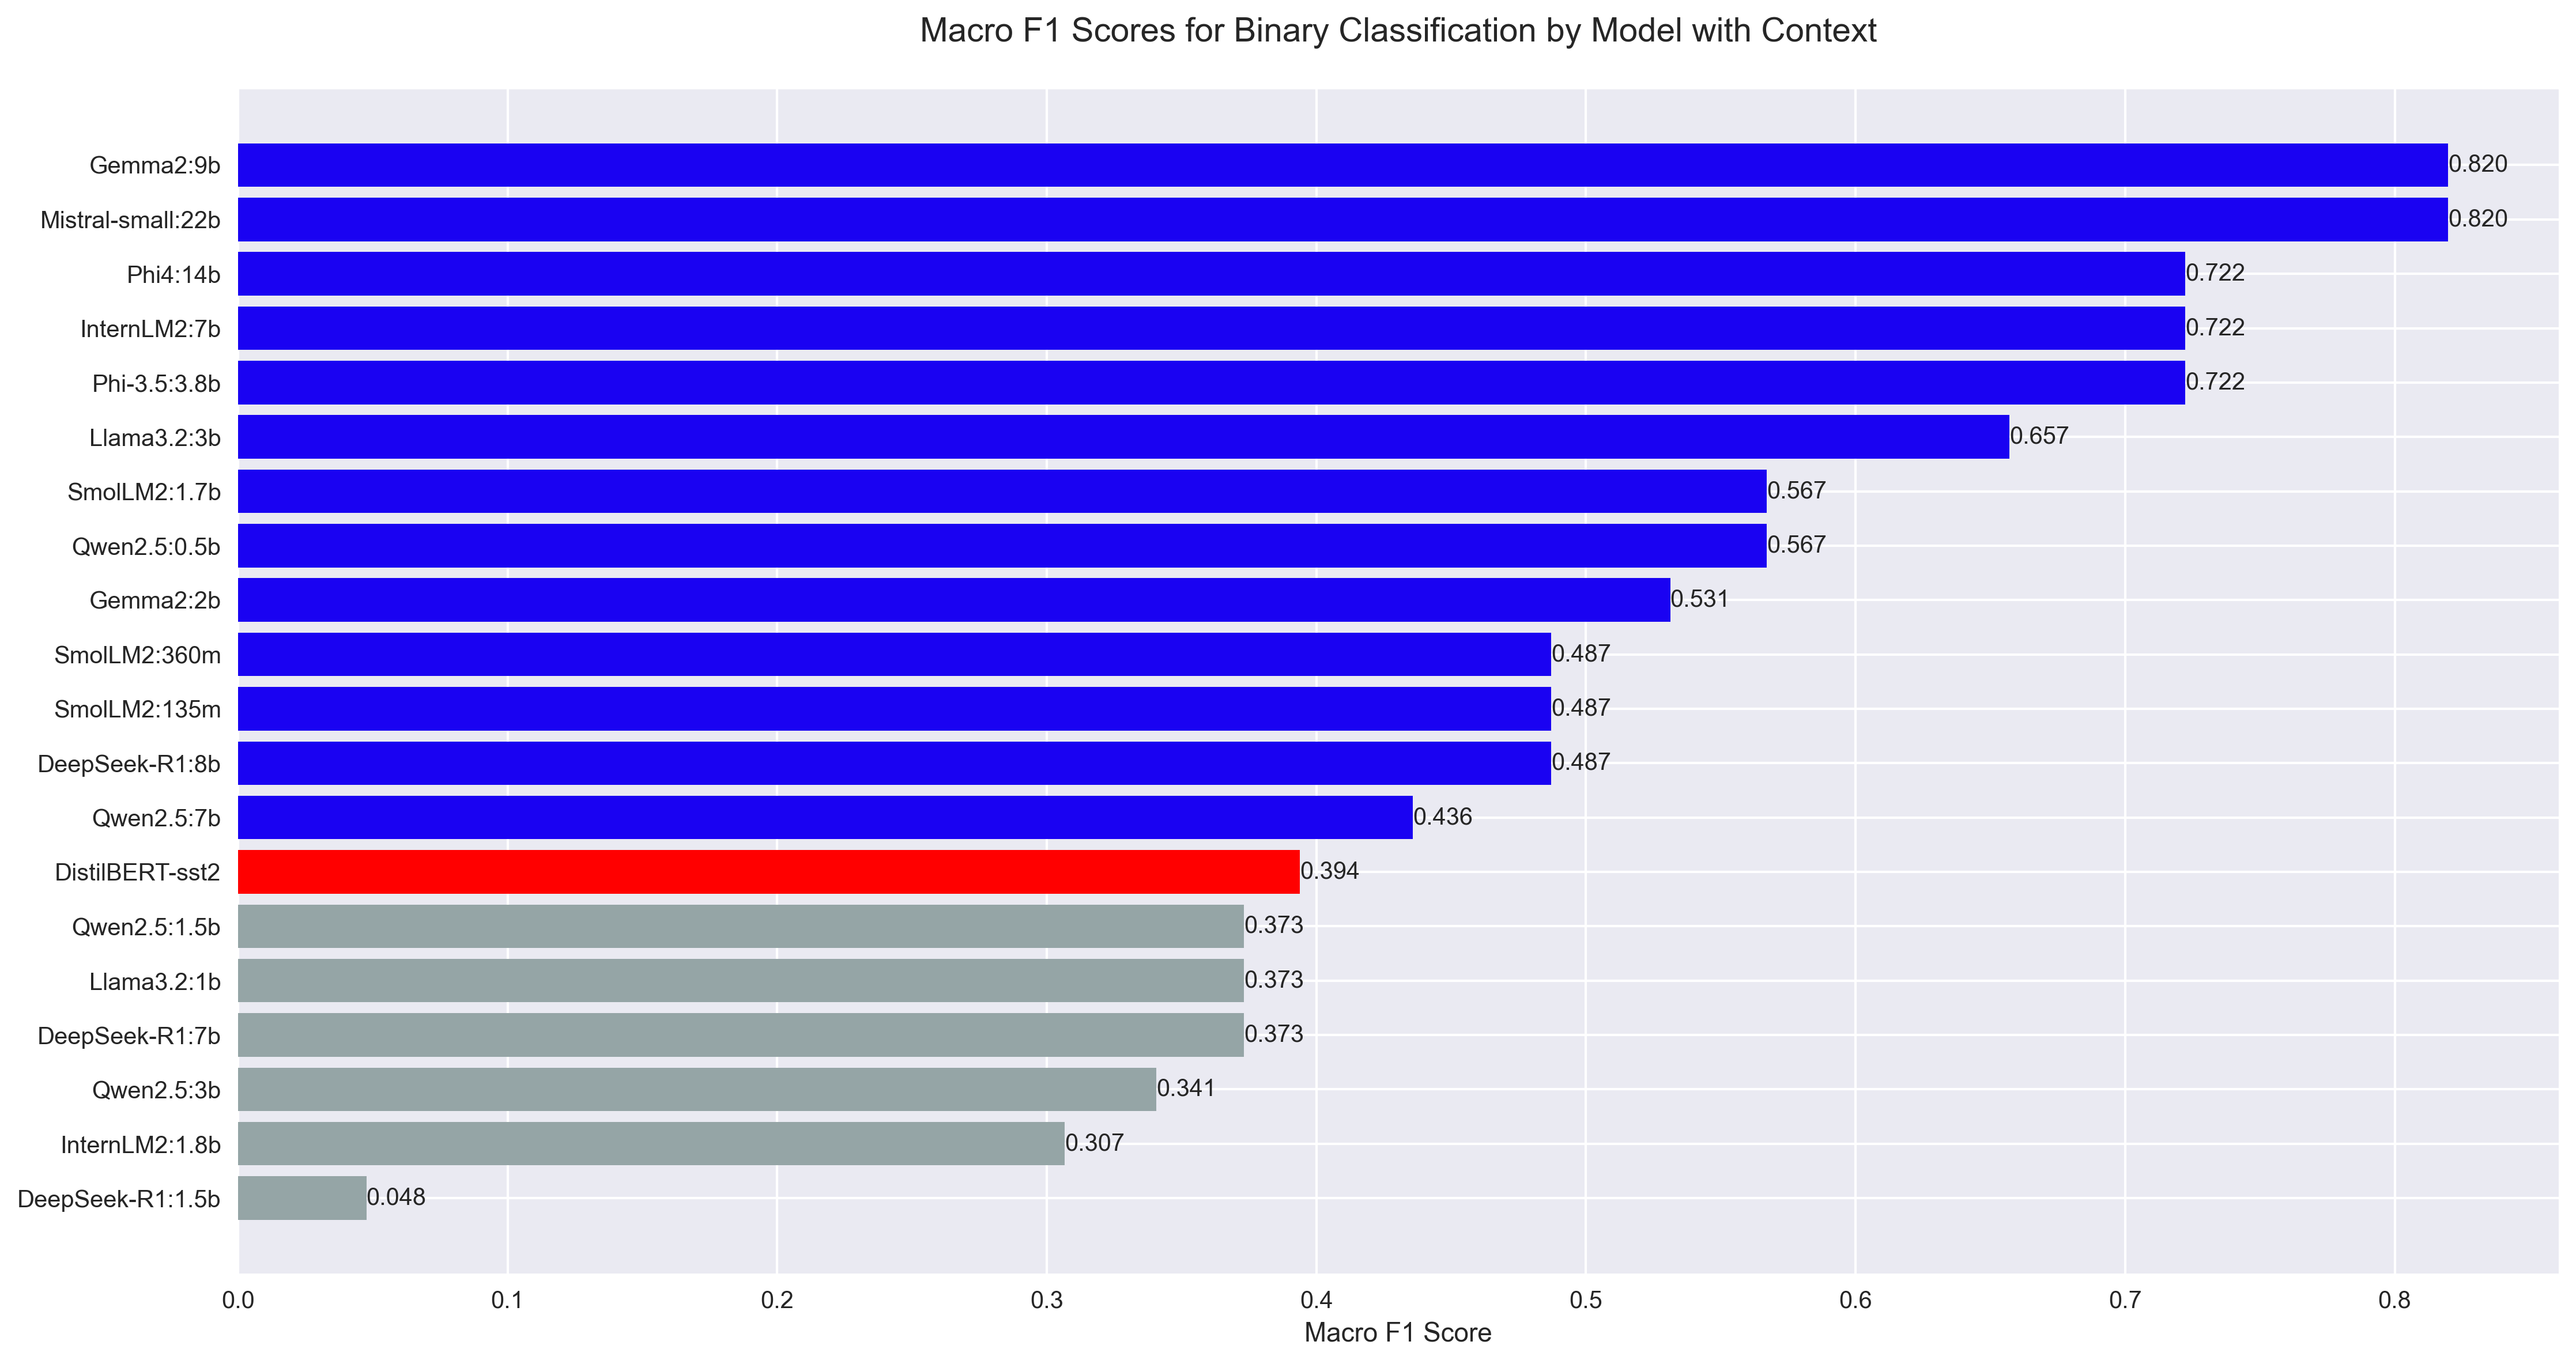 Macro F1 Scores for Binary Classification by Model with Context
Gemma2:9b 0.820
Mistral-small:22b 0.820
Phi4:14b 0.722
InternLM2:7b 0.722
Phi-3.5:3.8b 0.722
Llama3.2:3b 0.657
SmolLM2:1.7b 0.567
Qwen2.5:0.5b 0.567
Gemma2:2b 0.531
SmolLM2:360m 0.487
SmolLM2:135m 0.487
DeepSeek-R1:8b 0.487
Qwen2.5:7b 0.436
DistilBERT-sst2 0.394
Qwen2.5:1.5b 0.373
Llama3.2:1b 0.373
DeepSeek-R1:7b 0.373
Qwen2.5:3b 0.341
InternLM2:1.8b 0.307
DeepSeek-R1:1.5b 0.048
0.0 0.1 0.2 0.3 0.4 0.5 0.6 0.7 0.8
Macro F1 Score